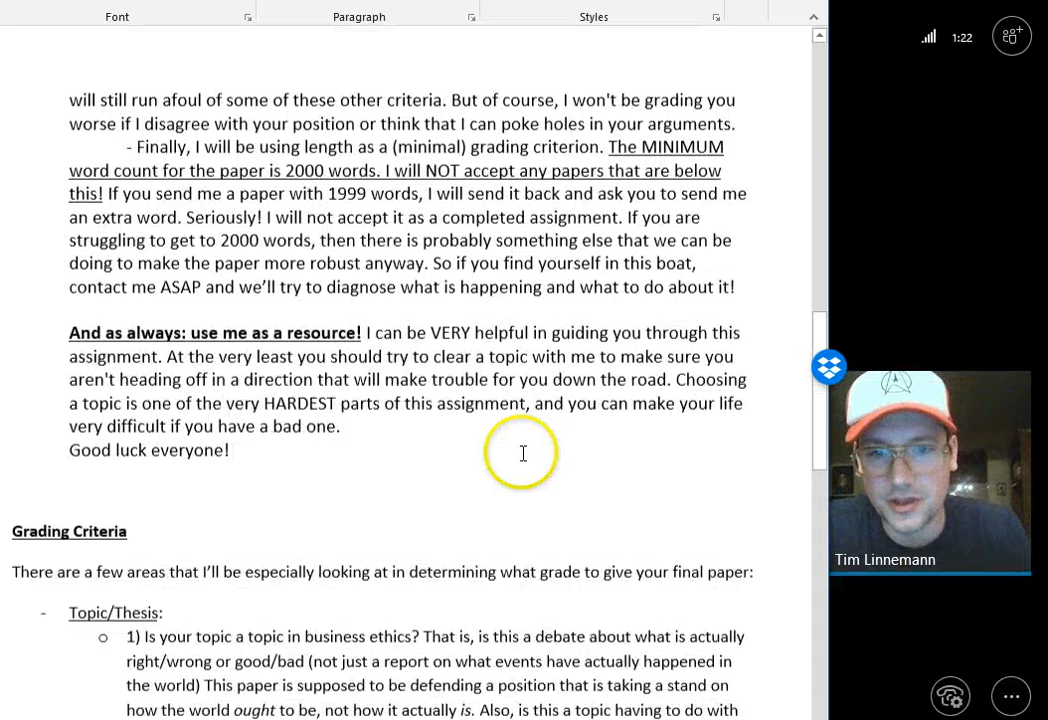 Font Paragraph Styles
1:22
will still run afoul of some of these other criteria. But of course, I won't be grading you
worse if I disagree with your position or think that I can poke holes in your arguments.
- Finally, I will be using length as a (minimal) grading criterion. The MINIMUM
word count for the paper is 2000 words. I will NOT accept any papers that are below
this! If you send me a paper with 1999 words, I will send it back and ask you to send me
an extra word. Seriously! I will not accept it as a completed assignment. If you are
struggling to get to 2000 words, then there is probably something else that we can be
doing to make the paper more robust anyway. So if you find yourself in this boat,
contact me ASAP and we’ll try to diagnose what is happening and what to do about it!
And as always: use me as a resource! I can be VERY helpful in guiding you through this
assignment. At the very least you should try to clear a topic with me to make sure you
aren't heading off in a direction that will make trouble for you down the road. Choosing
a topic is one of the very HARDEST parts of this assignment, and you can make your life
very difficult if you have a bad one.
Good luck everyone!
Tim Linnemann
Grading Criteria
There are a few areas that I’ll be especially looking at in determining what grade to give your final paper:
- Topic/Thesis:
o 1) Is your topic a topic in business ethics? That is, is this a debate about what is actually
right/wrong or good/bad (not just a report on what events have actually happened in
the world) This paper is supposed to be defending a position that is taking a stand on
how the world ought to be, not how it actually is. Also, is this a topic having to do with